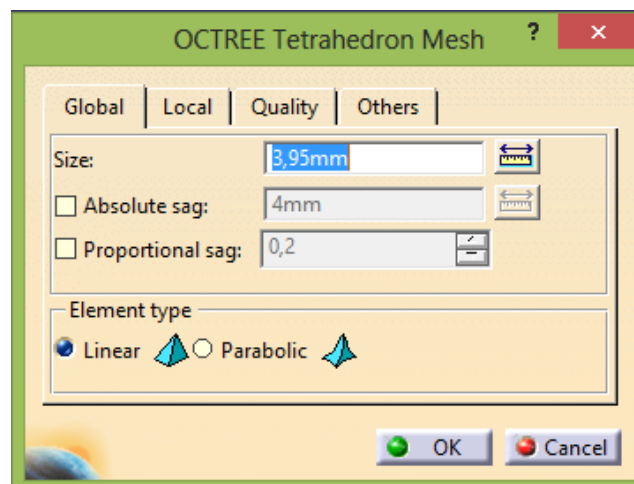 OCTREE Tetrahedron Mesh ? ×
Global Local Quality Others
Size: 3,95mm
Absolute sag: 4mm
Proportional sag: 0,2
Element type
Linear Parabolic
OK Cancel